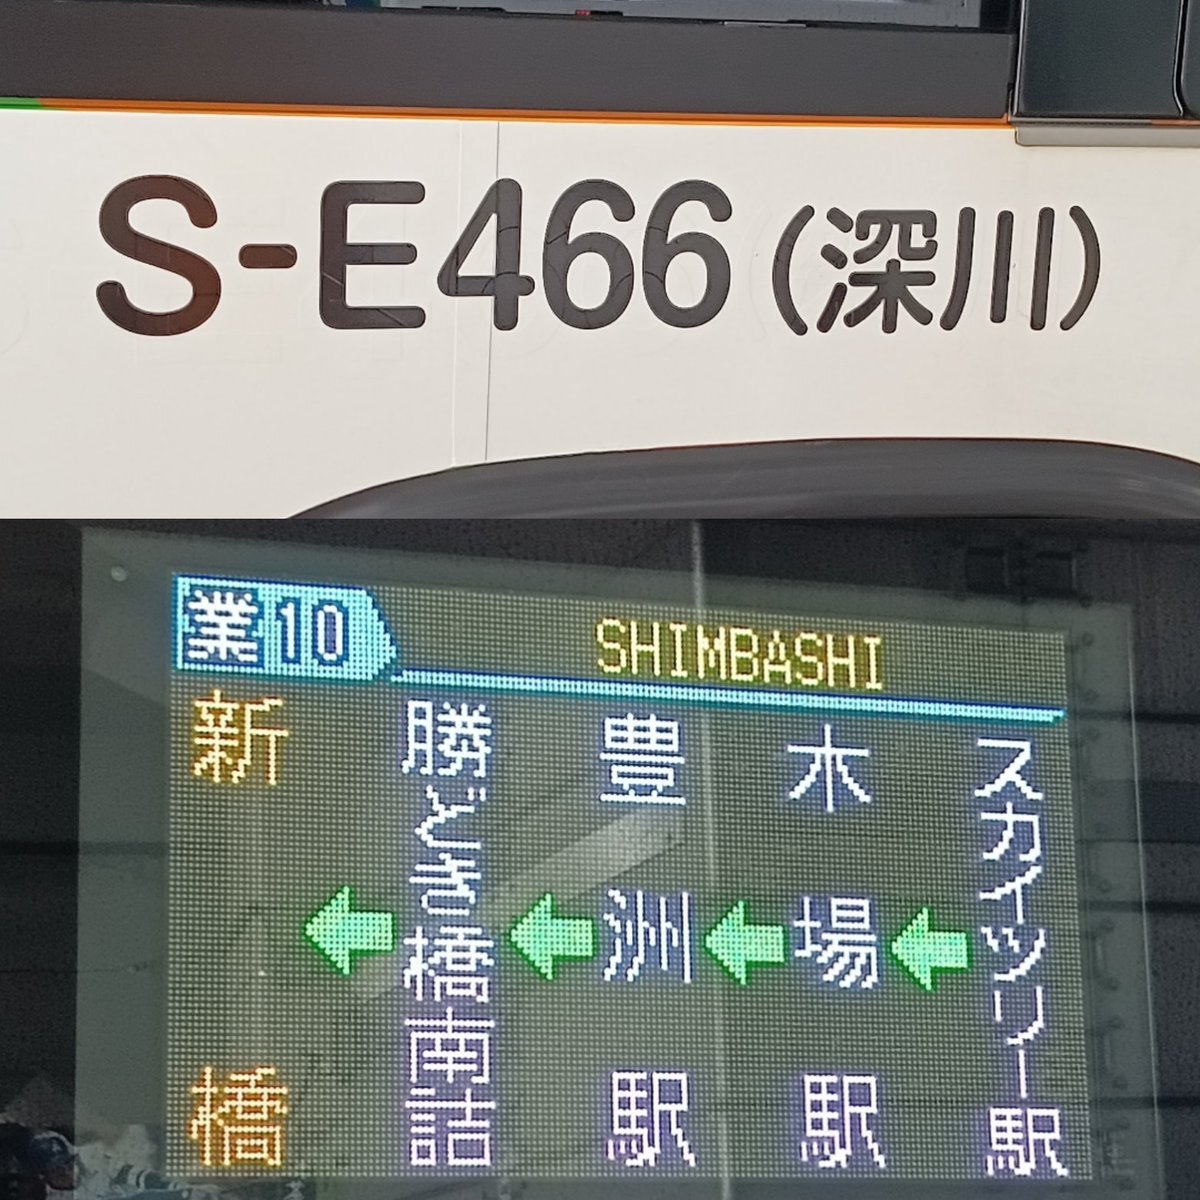 S-E466(深川)
業10
SHIMBASHI
スカイツリー駅
木場駅
豊洲駅
勝どき橋南詰
新橋